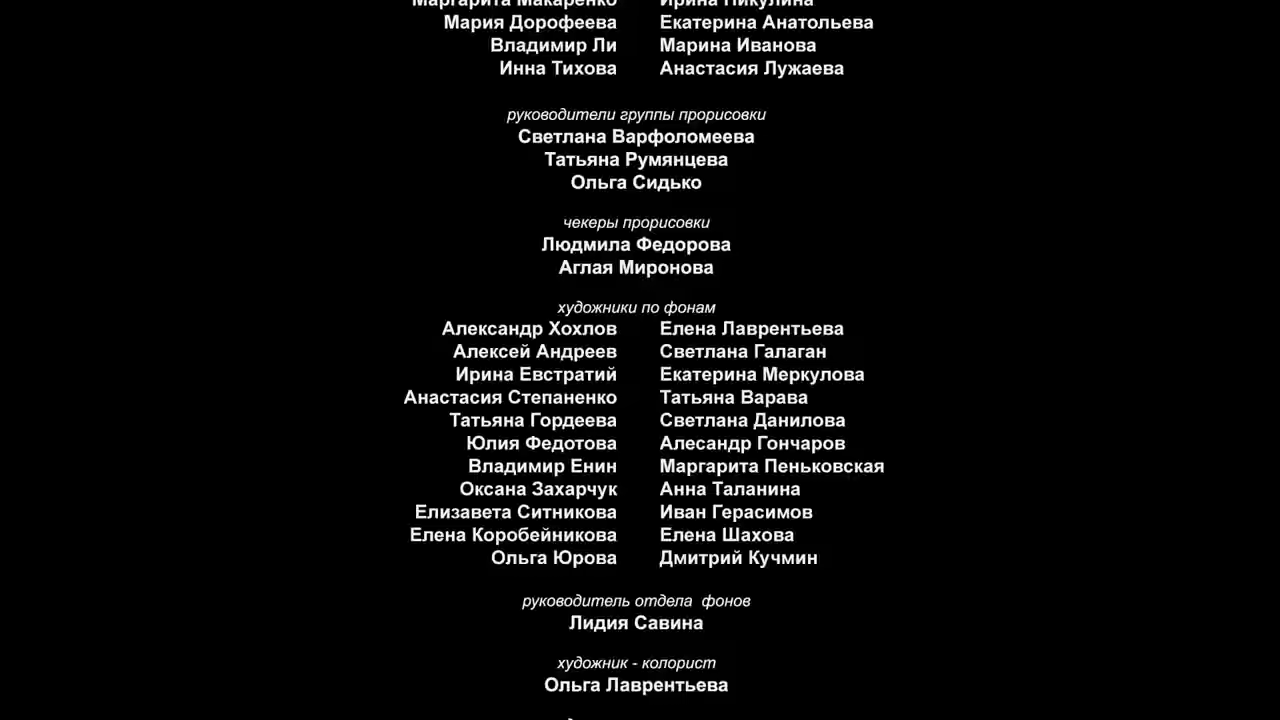 Маргарита Макаренко Ирина Никулина
Мария Дорофеева Екатерина Анатольева
Владимир Ли Марина Иванова
Инна Тихова Анастасия Лужаева
руководители группы прорисовки
Светлана Варфоломеева
Татьяна Румянцева
Ольга Сидько
чекеры прорисовки
Людмила Федорова
Аглая Миронова
художники по фонам
Александр Хохлов Елена Лаврентьева
Алексей Андреев Светлана Галаган
Ирина Евстратий Екатерина Меркулова
Анастасия Степаненко Татьяна Варава
Татьяна Гордеева Светлана Данилова
Юлия Федотова Алесандр Гончаров
Владимир Енин Маргарита Пеньковская
Оксана Захарчук Анна Таланина
Елизавета Ситникова Иван Герасимов
Елена Коробейникова Елена Шахова
Ольга Юрова Дмитрий Кучмин
руководитель отдела фонов
Лидия Савина
художник - колорист
Ольга Лаврентьева